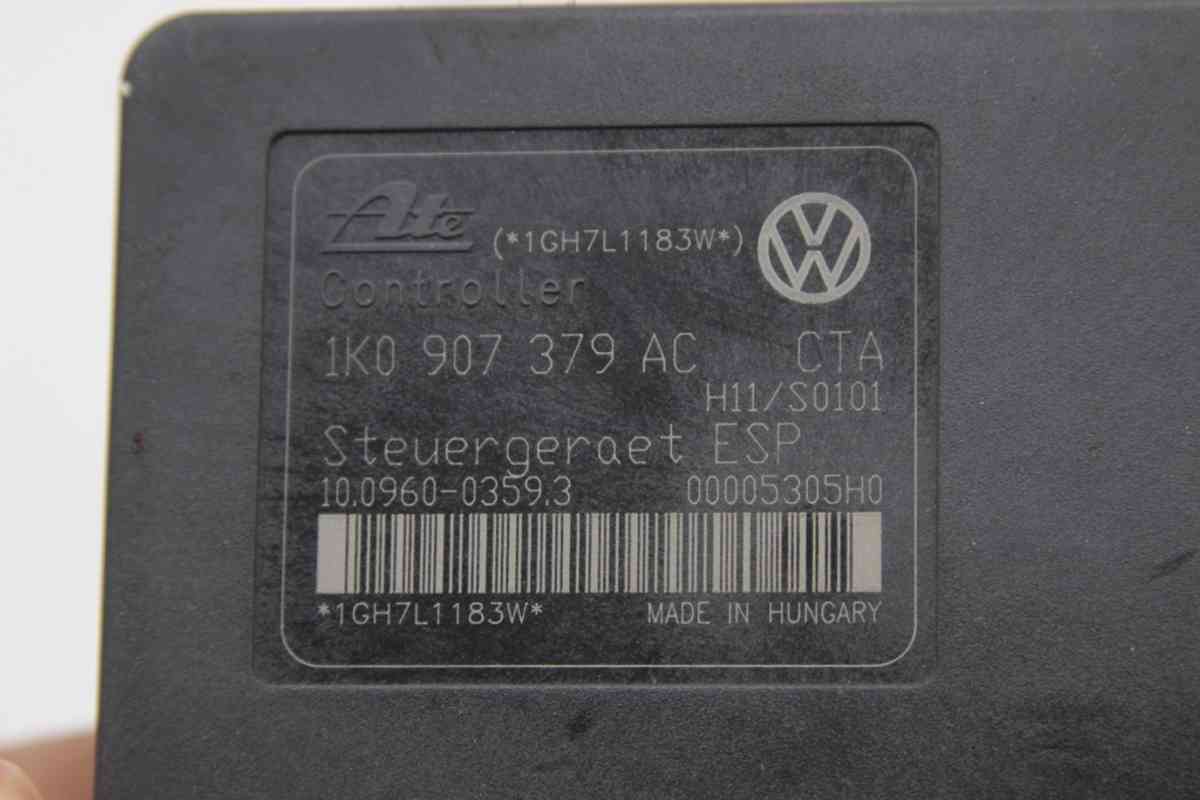 Ate (*1GH7L1183W*) VW
Controller
1K0 907 379 AC CTA
H11/S0101
Steuergeraet ESP
10.0960-0359.3 00005305H0
*1GH7L1183W* MADE IN HUNGARY